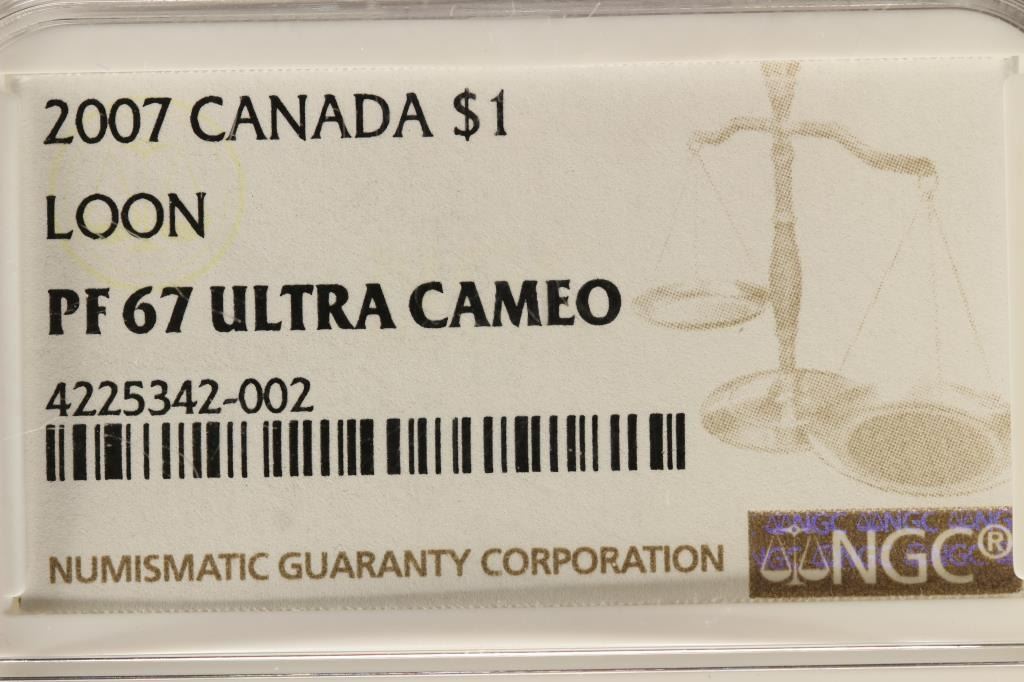 2007 CANADA $1
LOON
PF 67 ULTRA CAMEO
4225342-002
NUMISMATIC GUARANTY CORPORATION
NGC®